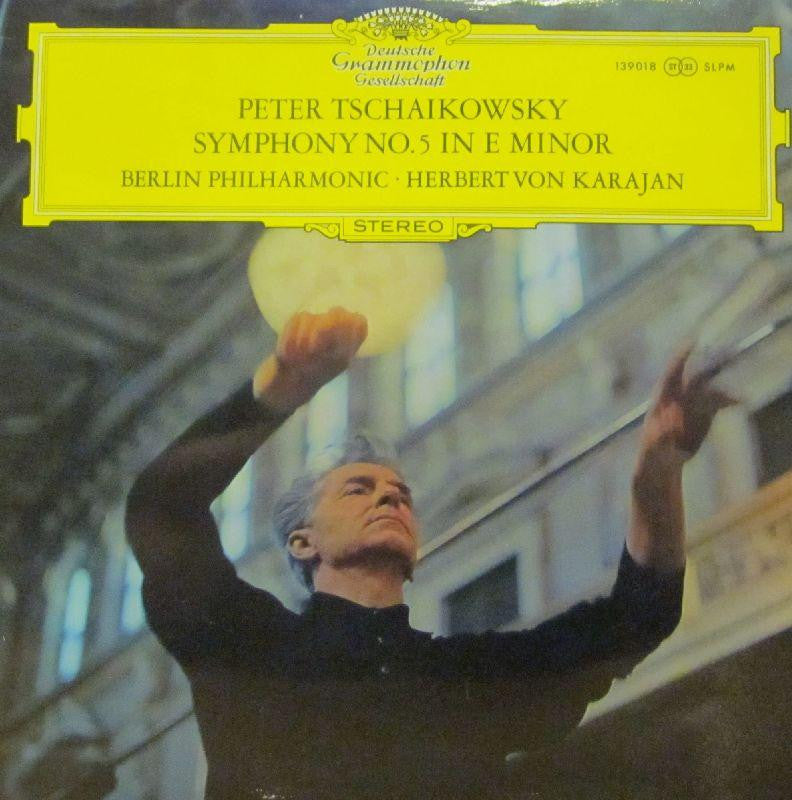 Deutsche
Grammophon
Gesellschaft
139018 ST 33 SLPM
PETER TSCHAIKOWSKY
SYMPHONY NO. 5 IN E MINOR
BERLIN PHILHARMONIC · HERBERT VON KARAJAN
STEREO